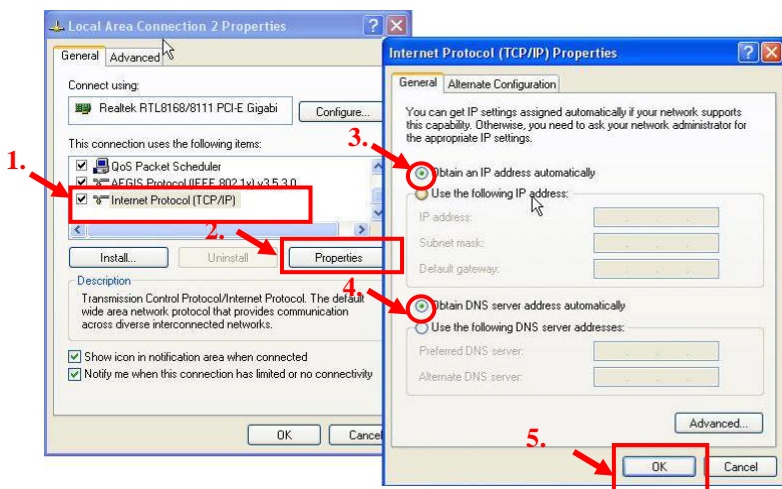 Local Area Connection 2 Properties
General Advanced
Connect using:
Realtek RTL8168/8111 PCI-E Gigabi
Configure...
This connection uses the following items:
1.
QoS Packet Scheduler
AEGIS Protocol (IEEE 802.1x) v3.5.3.0
Internet Protocol (TCP/IP)
2.
Install...
Uninstall
Properties
Description
Transmission Control Protocol/Internet Protocol. The default
wide area network protocol that provides communication
across diverse interconnected networks.
Show icon in notification area when connected
Notify me when this connection has limited or no connectivity
OK
Cancel
Internet Protocol (TCP/IP) Properties
General Alternate Configuration
You can get IP settings assigned automatically if your network supports
this capability. Otherwise, you need to ask your network administrator for
the appropriate IP settings.
3.
Obtain an IP address automatically
Use the following IP address:
IP address:
Subnet mask:
Default gateway:
4.
Obtain DNS server address automatically
Use the following DNS server addresses:
Preferred DNS server:
Alternate DNS server:
Advanced...
5.
OK
Cancel